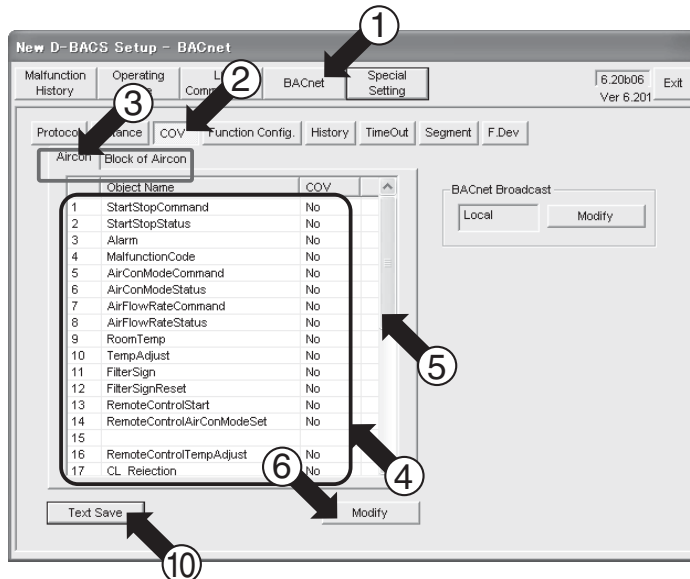 ①
New D-BACS Setup - BACnet
Malfunction History
Operating
BACnet
Special Setting
6.20b06
Ver 6.201
Exit
②
③
Protocol
COV
Function Config.
History
TimeOut
Segment
F.Dev
Aircon
Block of Aircon
Object Name COV
1 StartStopCommand No
2 StartStopStatus No
3 Alarm No
4 MalfunctionCode No
5 AirConModeCommand No
6 AirConModeStatus No
7 AirFlowRateCommand No
8 AirFlowRateStatus No
9 RoomTemp No
10 TempAdjust No
11 FilterSign No
12 FilterSignReset No
13 RemoteControlStart No
14 RemoteControlAirConModeSet No
15
16 RemoteControlTempAdjust No
17 CL_Rejection No
BACnet Broadcast
Local
Modify
⑤
④
⑥
Text Save
Modify
⑩